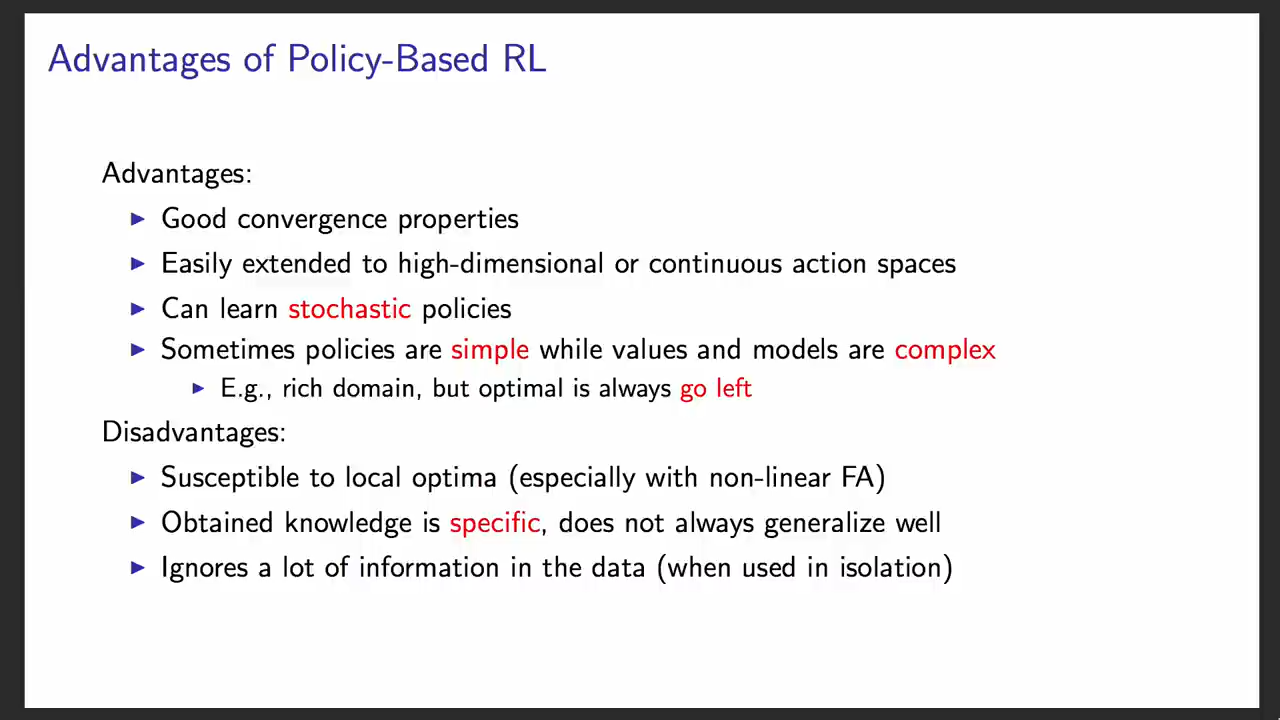 Advantages of Policy-Based RL
Advantages:
Good convergence properties
Easily extended to high-dimensional or continuous action spaces
Can learn stochastic policies
Sometimes policies are simple while values and models are complex
E.g., rich domain, but optimal is always go left
Disadvantages:
Susceptible to local optima (especially with non-linear FA)
Obtained knowledge is specific, does not always generalize well
Ignores a lot of information in the data (when used in isolation)